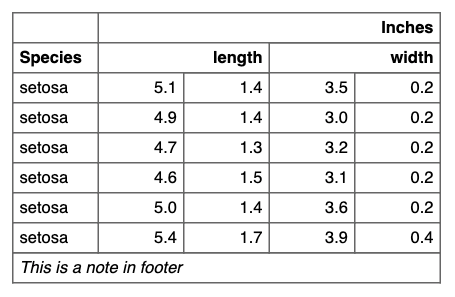 Inches
Species length width
setosa 5.1 1.4 3.5 0.2
setosa 4.9 1.4 3.0 0.2
setosa 4.7 1.3 3.2 0.2
setosa 4.6 1.5 3.1 0.2
setosa 5.0 1.4 3.6 0.2
setosa 5.4 1.7 3.9 0.4
This is a note in footer